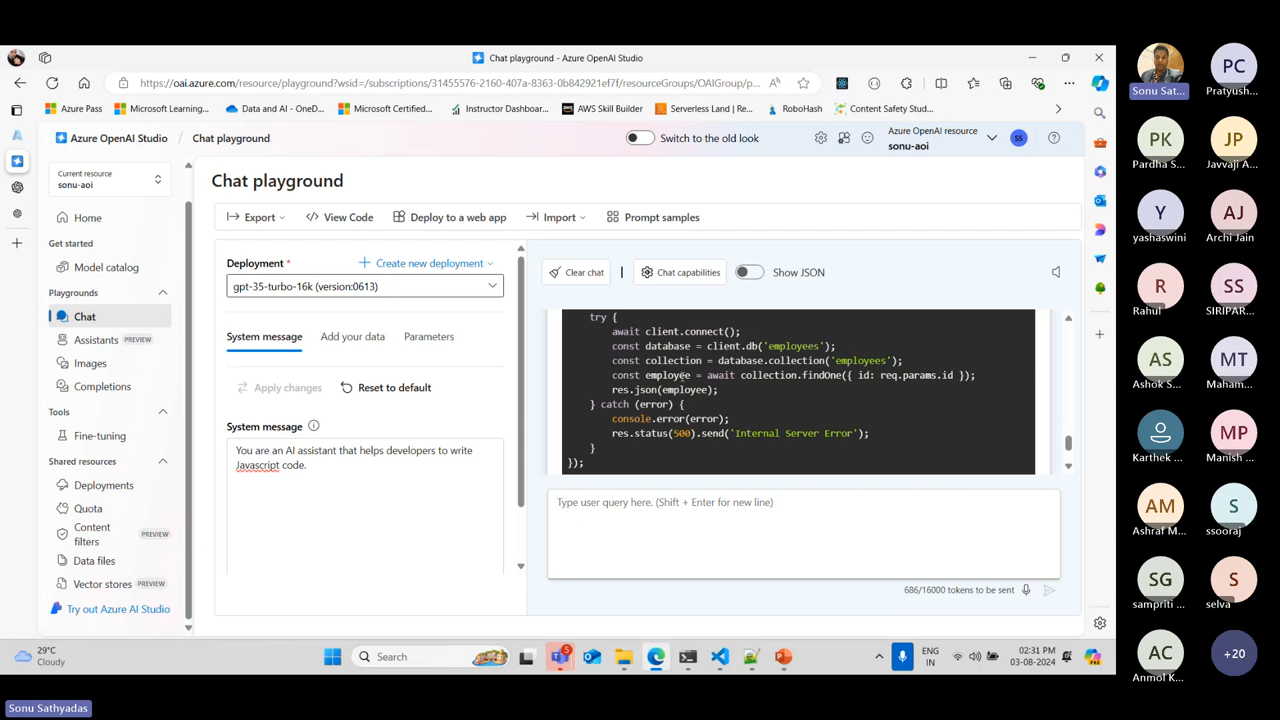 Chat playground - Azure OpenAI Studio
https://oai.azure.com/resource/playground?wsid=/subscriptions/31455576-2160-407a-8363-0b842921ef7f/resourceGroups/OAIGroup/p...
Azure Pass
Microsoft Learning...
Data and AI - OneD...
Microsoft Certified...
Instructor Dashboar...
AWS Skill Builder
Serverless Land | Re...
RoboHash
Content Safety Stud...
Azure OpenAI Studio / Chat playground
Switch to the old look
Azure OpenAI resource
sonu-aoi
SS
Current resource
sonu-aoi
Home
Get started
Model catalog
Playgrounds
Chat
Assistants PREVIEW
Images
Completions
Tools
Fine-tuning
Shared resources
Deployments
Quota
Content
filters
PREVIEW
Data files
Vector stores PREVIEW
Try out Azure AI Studio
Chat playground
Export
View Code
Deploy to a web app
Import
Prompt samples
Deployment *
Create new deployment
gpt-35-turbo-16k (version:0613)
System message
Add your data
Parameters
Apply changes
Reset to default
System message
You are an AI assistant that helps developers to write
Javascript code.
Clear chat
Chat capabilities
Show JSON
try {
await client.connect();
const database = client.db('employees');
const collection = database.collection('employees');
const employee = await collection.findOne({ id: req.params.id });
res.json(employee);
} catch (error) {
console.error(error);
res.status(500).send('Internal Server Error');
}
});
Type user query here. (Shift + Enter for new line)
686/16000 tokens to be sent
29°C
Cloudy
Search
5
ENG
IN
02:31 PM
03-08-2024
Sonu Sat...
PC
Pratyush...
PK
Pardha S...
JP
Javvaji A...
Y
yashaswini
AJ
Archi Jain
R
Rahul
SS
SIRIPAR...
AS
Ashok S...
MT
Maham...
Karthek ...
MP
Manish ...
AM
Ashraf M...
S
ssooraj
SG
sampriti ...
S
selva
AC
Anmol K...
+20
Sonu Sathyadas